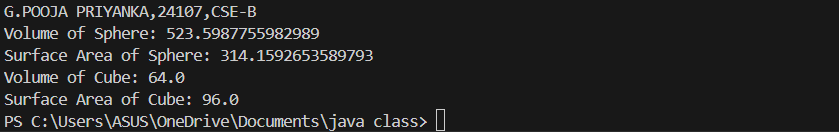 G.POOJA PRIYANKA,24107,CSE-B
Volume of Sphere: 523.5987755982989
Surface Area of Sphere: 314.1592653589793
Volume of Cube: 64.0
Surface Area of Cube: 96.0
PS C:\Users\ASUS\OneDrive\Documents\java class>